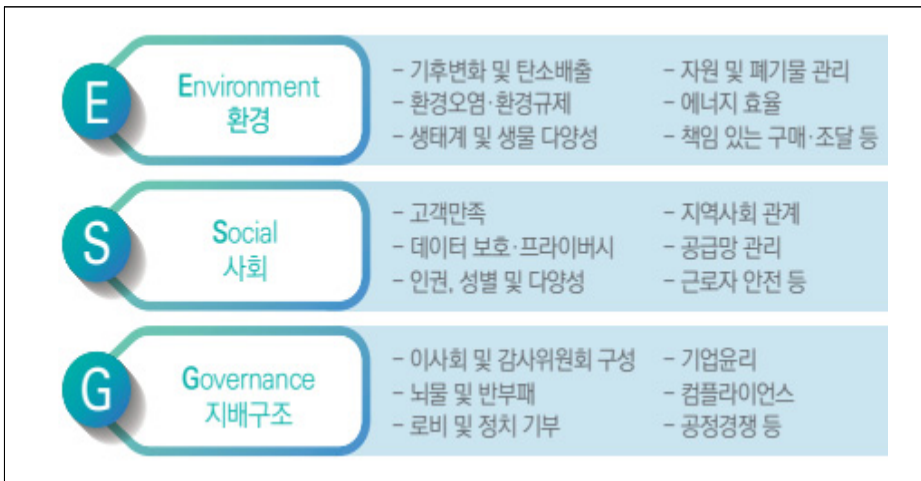 E
Environment
환경
- 기후변화 및 탄소배출
- 환경오염·환경규제
- 생태계 및 생물 다양성
- 자원 및 폐기물 관리
- 에너지 효율
- 책임 있는 구매·조달 등
S
Social
사회
- 고객만족
- 데이터 보호·프라이버시
- 인권, 성별 및 다양성
- 지역사회 관계
- 공급망 관리
- 근로자 안전 등
G
Governance
지배구조
- 이사회 및 감사위원회 구성
- 뇌물 및 반부패
- 로비 및 정치 기부
- 기업윤리
- 컴플라이언스
- 공정경쟁 등